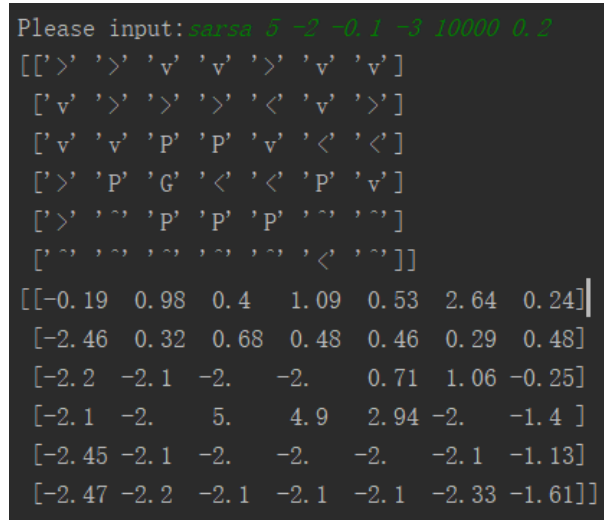 Please input:sarsa 5 -2 -0.1 -3 10000 0.2
[['>' '>' 'v' 'v' '>' 'v' 'v']
['v' '>' '>' '>' '<' 'v' '>']
['v' 'v' 'P' 'P' 'v' '<' '<']
['>' 'P' 'G' '<' '<' 'P' 'v']
['>' '^' 'P' 'P' 'P' '^' '^']
['^' '^' '^' '^' '^' '<' '^']]
[[-0.19 0.98 0.4 1.09 0.53 2.64 0.24]
[-2.46 0.32 0.68 0.48 0.46 0.29 0.48]
[-2.2 -2.1 -2. -2. 0.71 1.06 -0.25]
[-2.1 -2. 5. 4.9 2.94 -2. -1.4 ]
[-2.45 -2.1 -2. -2. -2. -2.1 -1.13]
[-2.47 -2.2 -2.1 -2.1 -2.1 -2.33 -1.61]]